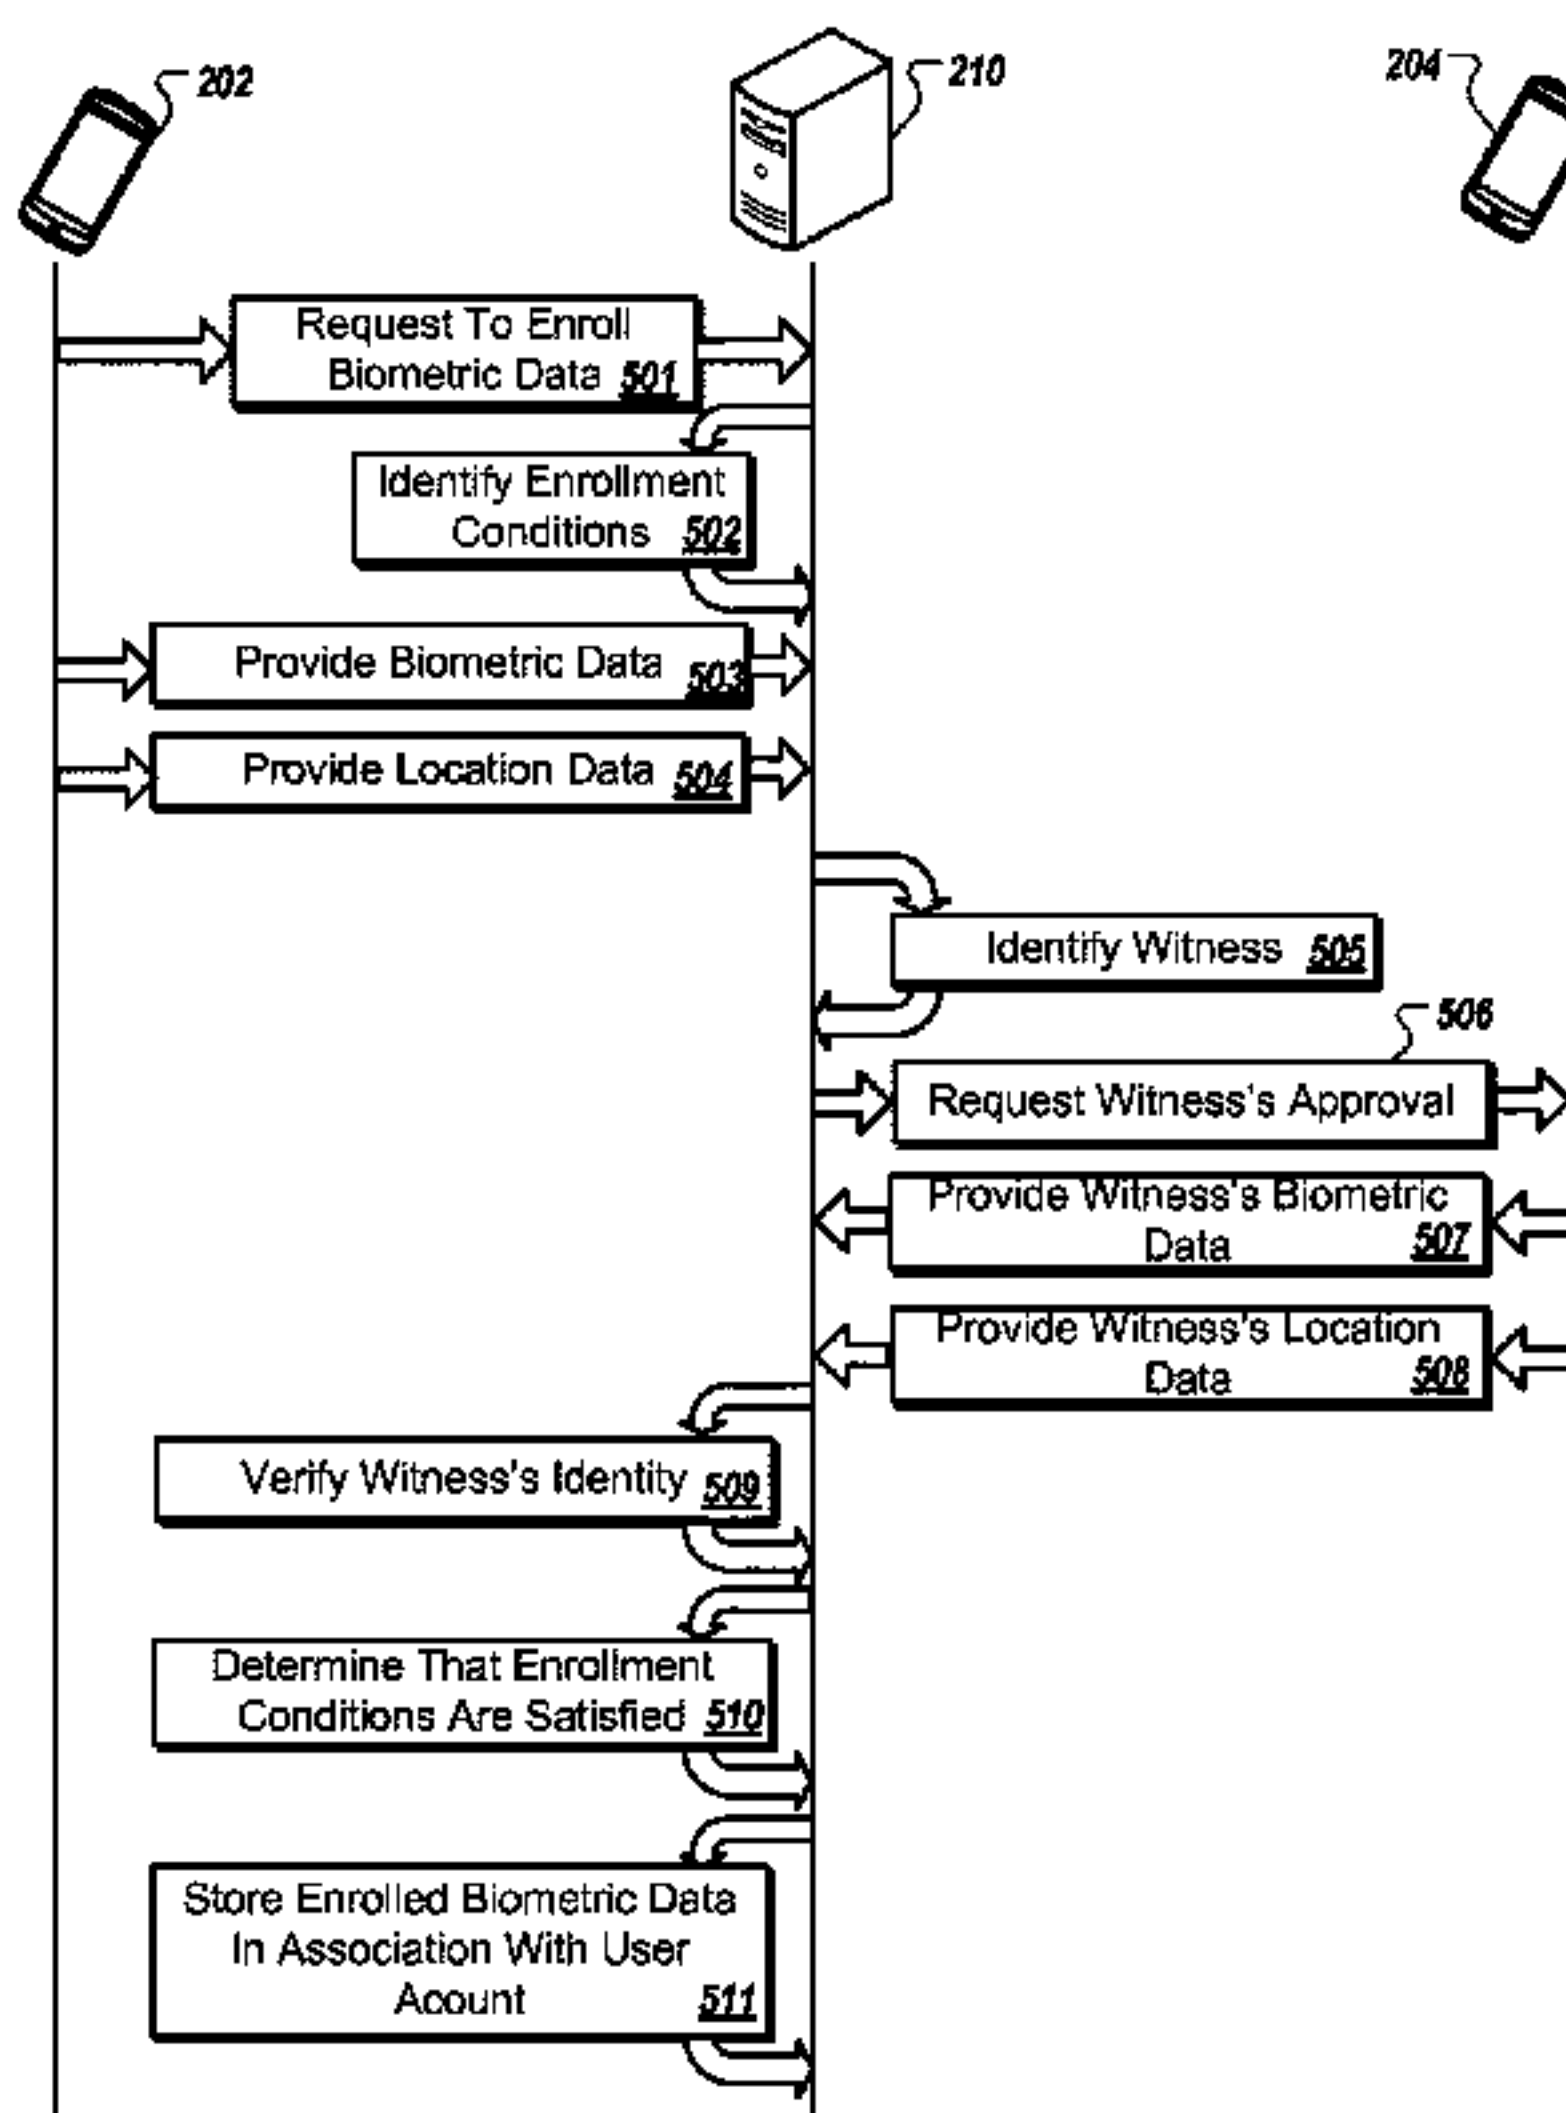 202
210
204
Request To Enroll
Biometric Data 501
Identify Enrollment
Conditions 502
Provide Biometric Data 503
Provide Location Data 504
Identify Witness 505
506
Request Witness's Approval
Provide Witness's Biometric
Data 507
Provide Witness's Location
Data 508
Verify Witness's Identity 509
Determine That Enrollment
Conditions Are Satisfied 510
Store Enrolled Biometric Data
In Association With User
Acount 511